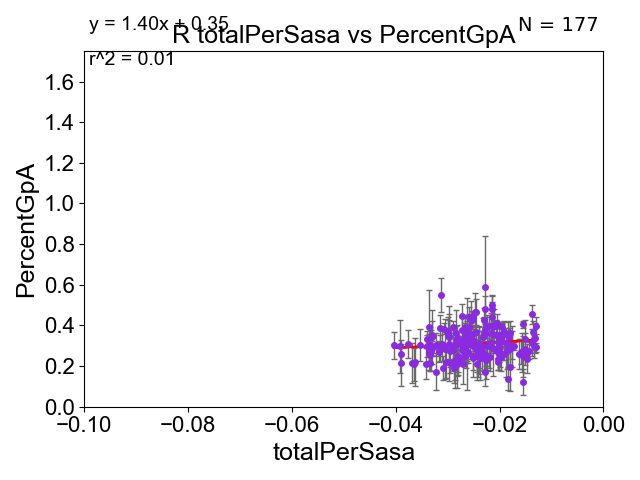 y = 1.40x + 0.35
N = 177
R totalPerSasa vs PercentGpA
r^2 = 0.01
1.6
1.4
1.2
1.0
0.8
0.6
0.4
0.2
0.0
PercentGpA
−0.10 −0.08 −0.06 −0.04 −0.02 0.00
totalPerSasa